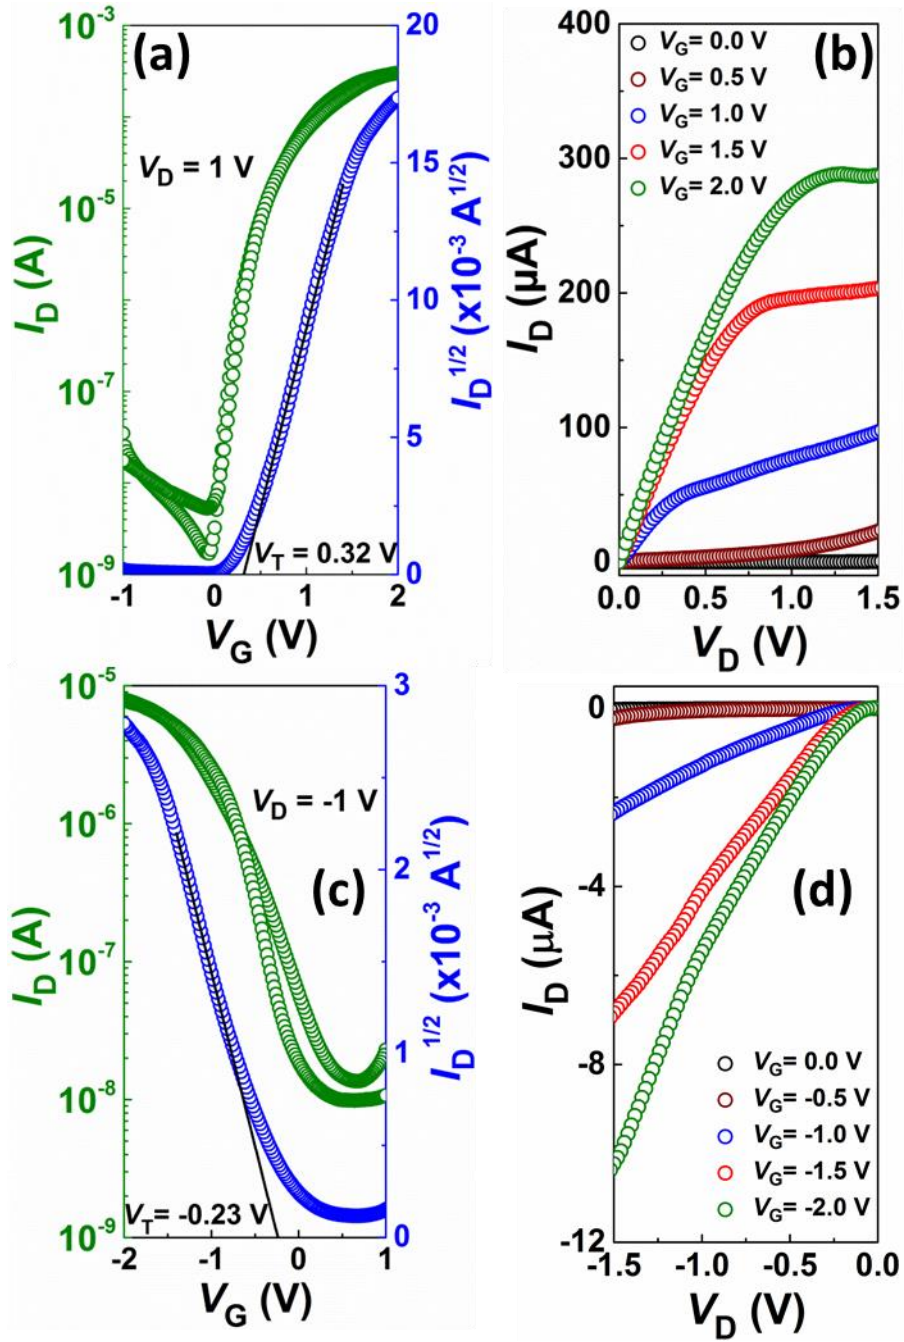 (a)
V_D = 1 V
V_T = 0.32 V
I_D (A)
10^-3
10^-5
10^-7
10^-9
I_D^1/2 (x10^-3 A^1/2)
20
15
10
5
0
-1 0 1 2
V_G (V)
(b)
V_G= 0.0 V
V_G= 0.5 V
V_G= 1.0 V
V_G= 1.5 V
V_G= 2.0 V
I_D (µA)
400
300
200
100
0
0.0 0.5 1.0 1.5
V_D (V)
(c)
V_D = -1 V
V_T= -0.23 V
I_D (A)
10^-5
10^-6
10^-7
10^-8
10^-9
I_D^1/2 (x10^-3 A^1/2)
3
2
1
0
-2 -1 0 1
V_G (V)
(d)
I_D (µA)
0
-4
-8
-12
V_G= 0.0 V
V_G= -0.5 V
V_G= -1.0 V
V_G= -1.5 V
V_G= -2.0 V
-1.5 -1.0 -0.5 0.0
V_D (V)